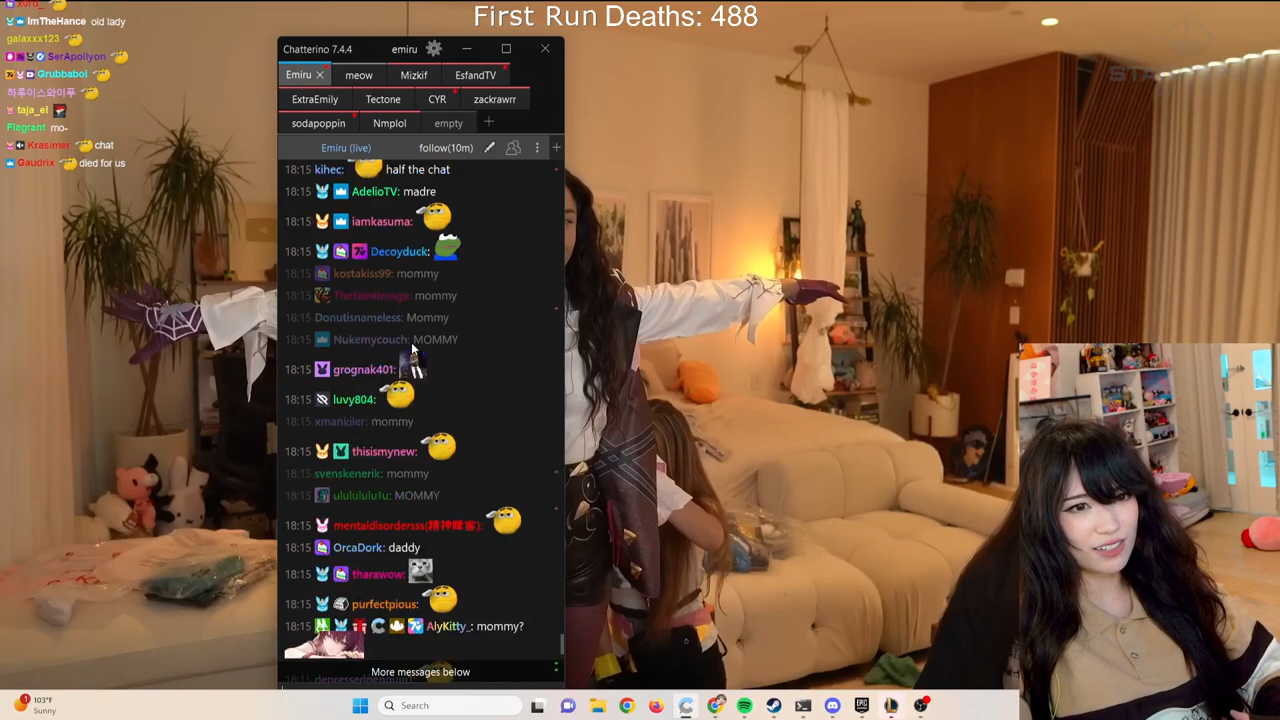 First Run Deaths: 488
xura_
ImTheHance old lady
galaxxx123
SerApollyon
Grubbaboi
하루이스와이푸
taja_el
Flagrant mo-
Krasimer chat
Gaudrix died for us
Chatterino 7.4.4
emiru
Emiru
meow
Mizkif
EsfandTV
ExtraEmily
Tectone
CYR
zackrawrr
sodapoppin
Nmplol
empty
Emiru (live)
follow(10m)
18:15 kihec: half the chat
18:15 AdelioTV: madre
18:15 iamkasuma:
18:15 Decoyduck:
18:15 kostakiss99: mommy
18:15 mommy
18:15 Donutisnameless: Mommy
18:15 Nukemycouch: MOMMY
18:15 grognak401:
18:15 luvy804:
18:15 xmankiler: mommy
18:15 thisismynew:
18:15 svenskenerik: mommy
18:15 ulululululu: MOMMY
18:15 mentaldisordersss(精神障害):
18:15 OrcaDork: daddy
18:15 tharawow:
18:15 purfectpious:
18:15 AlyKitty_: mommy?
More messages below
103°F
Sunny
Search